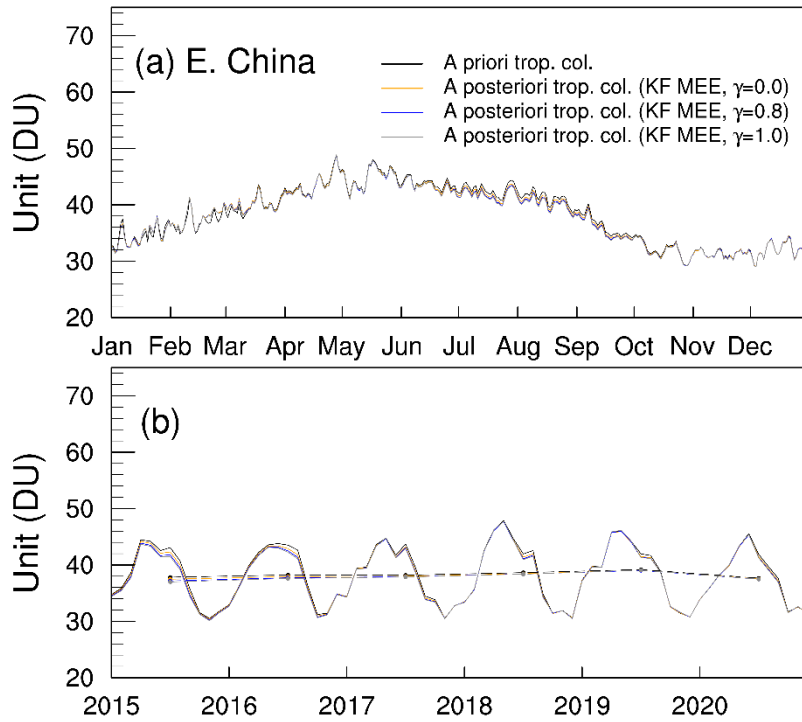 70
60
50
40
30
20
Unit (DU)
(a) E. China
A priori trop. col.
A posteriori trop. col. (KF MEE, γ=0.0)
A posteriori trop. col. (KF MEE, γ=0.8)
A posteriori trop. col. (KF MEE, γ=1.0)
Jan Feb Mar Apr May Jun Jul Aug Sep Oct Nov Dec
70
60
50
40
30
20
Unit (DU)
(b)
2015 2016 2017 2018 2019 2020